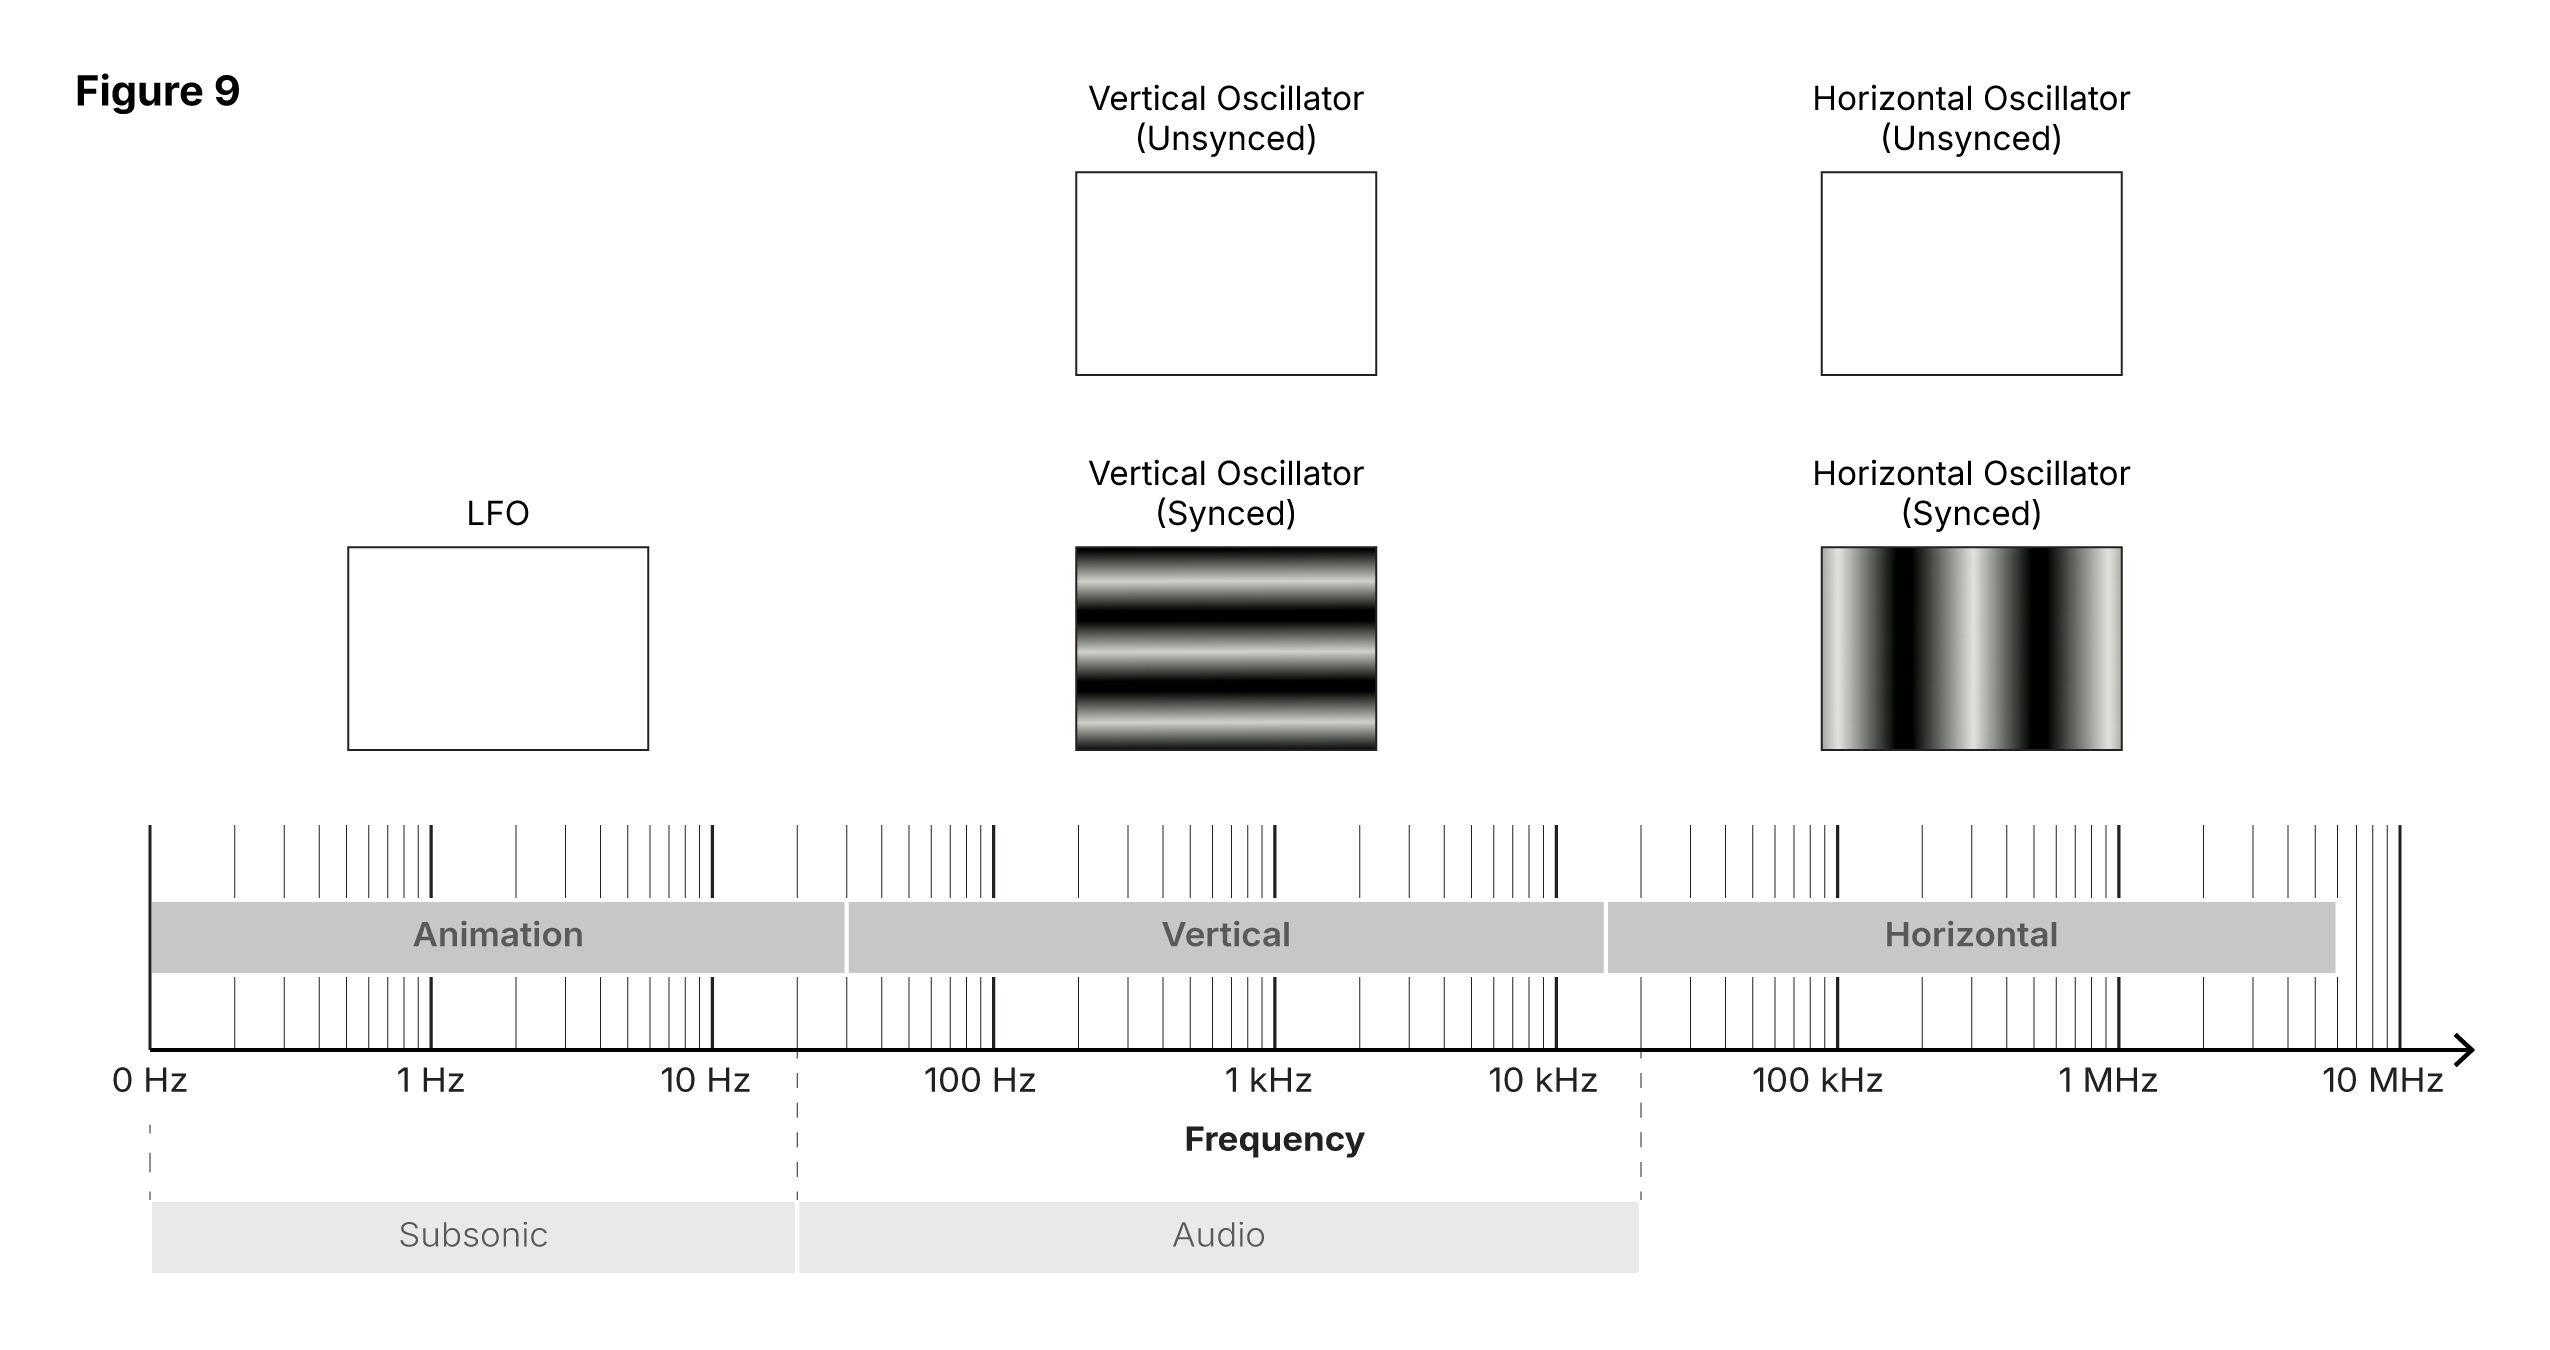 Figure 9
Vertical Oscillator
(Unsynced)
Horizontal Oscillator
(Unsynced)
LFO
Vertical Oscillator
(Synced)
Horizontal Oscillator
(Synced)
Animation
Vertical
Horizontal
0 Hz
1 Hz
10 Hz
100 Hz
1 kHz
10 kHz
100 kHz
1 MHz
10 MHz
Frequency
Subsonic
Audio